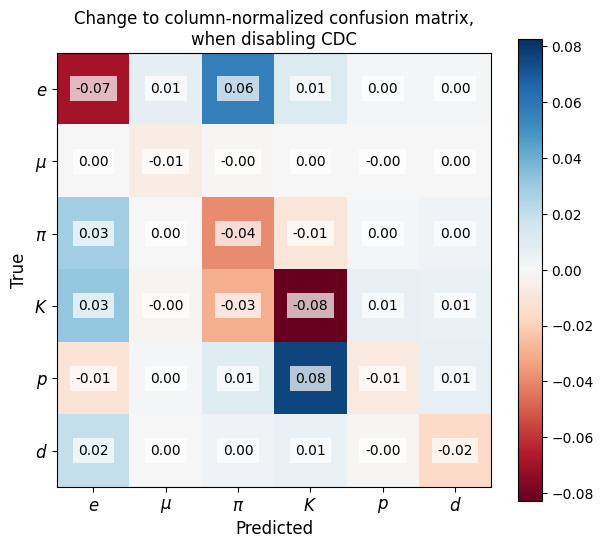 Change to column-normalized confusion matrix,
when disabling CDC
e -0.07 0.01 0.06 0.01 0.00 0.00
μ 0.00 -0.01 -0.00 0.00 -0.00 0.00
π 0.03 0.00 -0.04 -0.01 0.00 0.00
K 0.03 -0.00 -0.03 -0.08 0.01 0.01
p -0.01 0.00 0.01 0.08 -0.01 0.01
d 0.02 0.00 0.00 0.01 -0.00 -0.02
e μ π K p d
True
Predicted
0.08
0.06
0.04
0.02
0.00
−0.02
−0.04
−0.06
−0.08